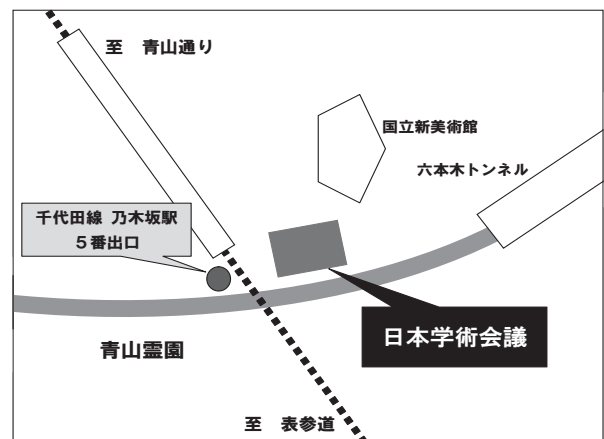 至　青山通り
国立新美術館
六本木トンネル
千代田線 乃木坂駅
５番出口
日本学術会議
青山霊園
至　表参道